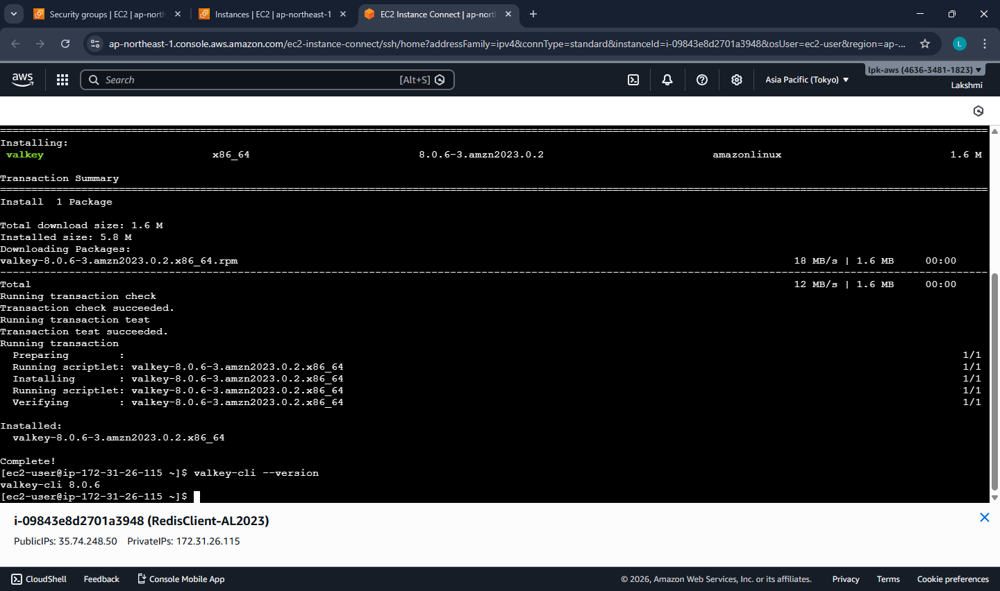 Security groups | EC2 | ap-north
Instances | EC2 | ap-northeast-1
EC2 Instance Connect | ap-nort
ap-northeast-1.console.aws.amazon.com/ec2-instance-connect/ssh/home?addressFamily=ipv4&connType=standard&instanceId=i-09843e8d2701a3948&osUser=ec2-user&region=ap-...
L
aws
Search
[Alt+S]
Asia Pacific (Tokyo)
lpk-aws (4636-3481-1823)
Lakshmi
================================================================================
Installing:
valkey x86_64 8.0.6-3.amzn2023.0.2 amazonlinux 1.6 M
Transaction Summary
================================================================================
Install 1 Package
Total download size: 1.6 M
Installed size: 5.8 M
Downloading Packages:
valkey-8.0.6-3.amzn2023.0.2.x86_64.rpm 18 MB/s | 1.6 MB 00:00
--------------------------------------------------------------------------------
Total 12 MB/s | 1.6 MB 00:00
Running transaction check
Transaction check succeeded.
Running transaction test
Transaction test succeeded.
Running transaction
Preparing : 1/1
Running scriptlet: valkey-8.0.6-3.amzn2023.0.2.x86_64 1/1
Installing : valkey-8.0.6-3.amzn2023.0.2.x86_64 1/1
Running scriptlet: valkey-8.0.6-3.amzn2023.0.2.x86_64 1/1
Verifying : valkey-8.0.6-3.amzn2023.0.2.x86_64 1/1
Installed:
valkey-8.0.6-3.amzn2023.0.2.x86_64
Complete!
[ec2-user@ip-172-31-26-115 ~]$ valkey-cli --version
valkey-cli 8.0.6
[ec2-user@ip-172-31-26-115 ~]$
i-09843e8d2701a3948 (RedisClient-AL2023)
PublicIPs: 35.74.248.50 PrivateIPs: 172.31.26.115
CloudShell Feedback Console Mobile App © 2026, Amazon Web Services, Inc. or its affiliates. Privacy Terms Cookie preferences